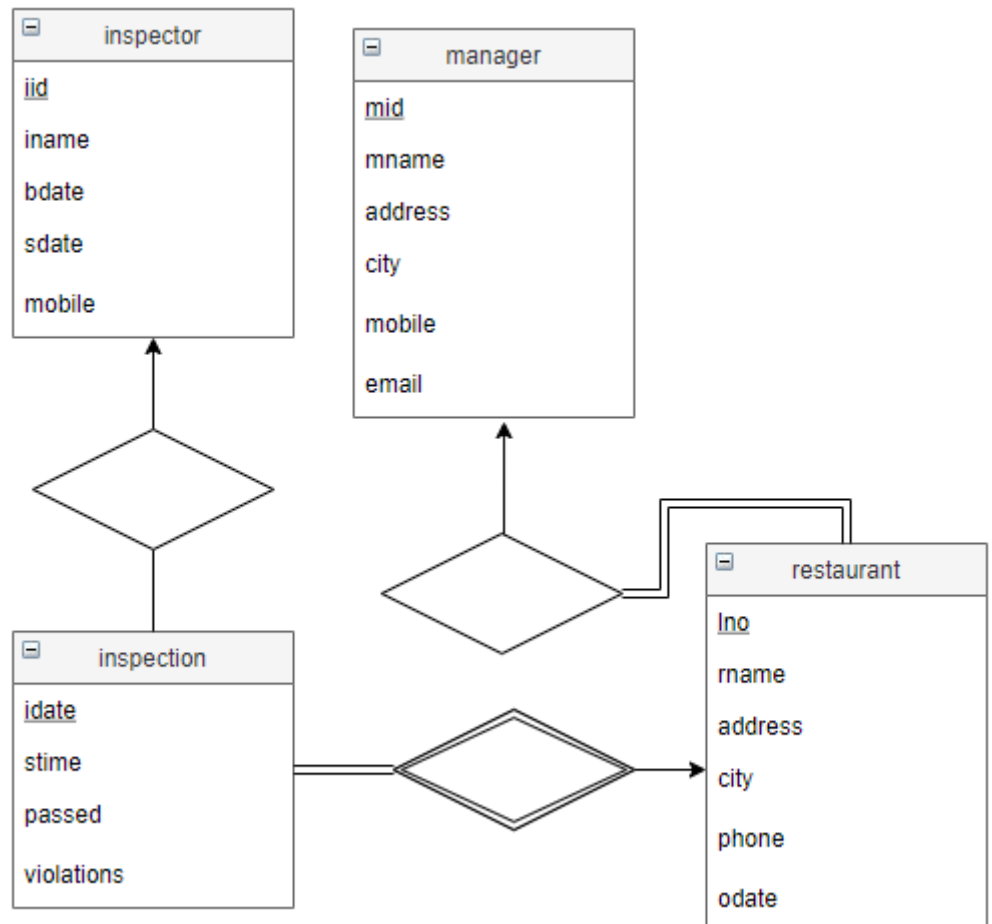 inspector
iid
iname
bdate
sdate
mobile
manager
mid
mname
address
city
mobile
email
inspection
idate
stime
passed
violations
restaurant
lno
rname
address
city
phone
odate